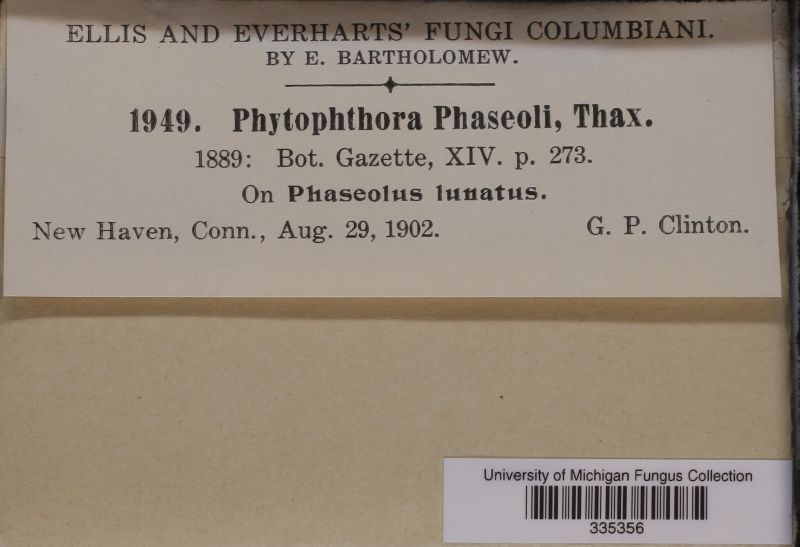 ELLIS AND EVERHARTS' FUNGI COLUMBIANI.
BY E. BARTHOLOMEW.
1949. Phytophthora Phaseoli, Thax.
1889: Bot. Gazette, XIV. p. 273.
On Phaseolus lunatus.
New Haven, Conn., Aug. 29, 1902. G. P. Clinton.
University of Michigan Fungus Collection
335356